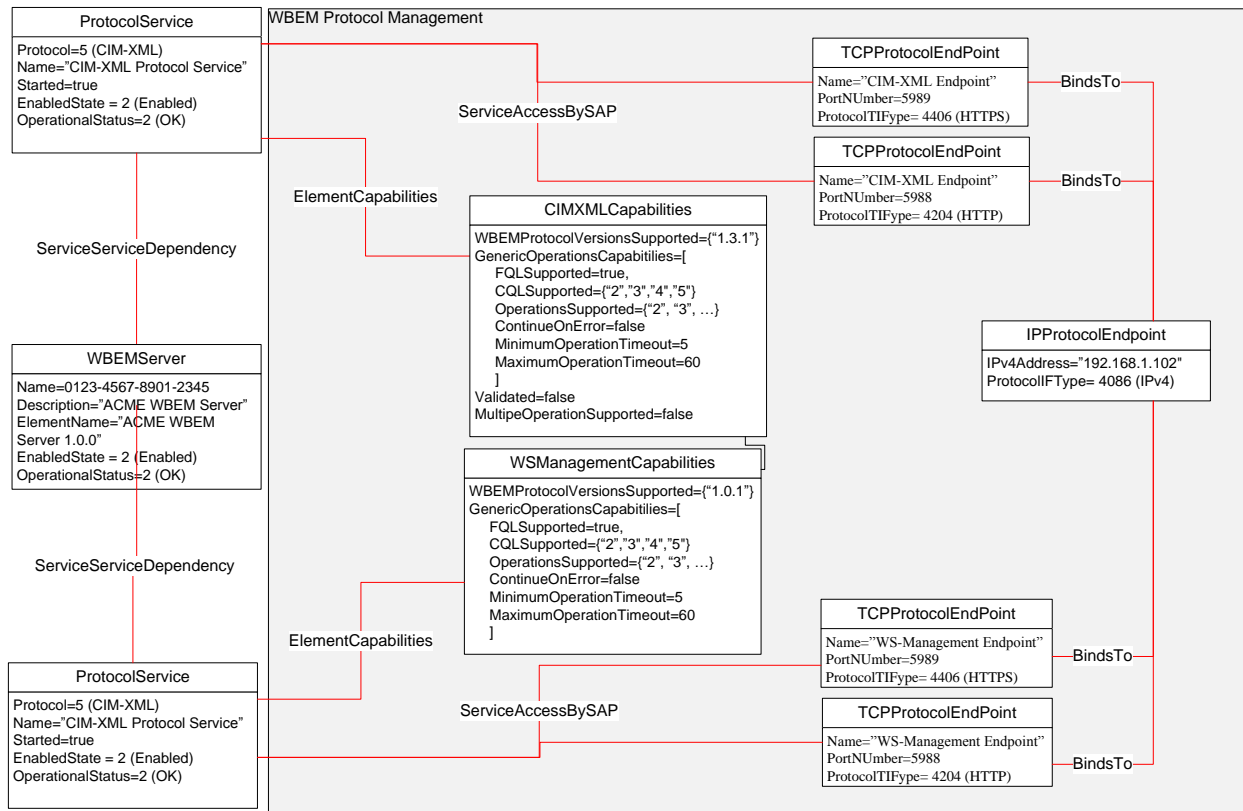 WBEM Protocol Management
ProtocolService
Protocol=5 (CIM-XML)
Name=”CIM-XML Protocol Service”
Started=true
EnabledState = 2 (Enabled)
OperationalStatus=2 (OK)
TCPProtocolEndPoint
Name=”CIM-XML Endpoint”
PortNUmber=5989
ProtocolTIFype= 4406 (HTTPS)
BindsTo
ServiceAccessBySAP
TCPProtocolEndPoint
Name=”CIM-XML Endpoint”
PortNUmber=5988
ProtocolTIFype= 4204 (HTTP)
BindsTo
ElementCapabilities
ServiceServiceDependency
CIMXMLCapabilities
WBEMProtocolVersionsSupported={“1.3.1”}
GenericOperationsCapabitilies=[
FQLSupported=true,
CQLSupported={“2”,”3",”4",”5"}
OperationsSupported={“2”, “3”, …}
ContinueOnError=false
MinimumOperationTimeout=5
MaximumOperationTimeout=60
]
Validated=false
MultipeOperationSupported=false
IPProtocolEndpoint
IPv4Address=”192.168.1.102"
ProtocolIFType= 4086 (IPv4)
WBEMServer
Name=0123-4567-8901-2345
Description=”ACME WBEM Server”
ElementName=”ACME WBEM
Server 1.0.0”
EnabledState = 2 (Enabled)
OperationalStatus=2 (OK)
WSManagementCapabilities
WBEMProtocolVersionsSupported={“1.0.1”}
GenericOperationsCapabitilies=[
FQLSupported=true,
CQLSupported={“2”,”3",”4",”5"}
OperationsSupported={“2”, “3”, …}
ContinueOnError=false
MinimumOperationTimeout=5
MaximumOperationTimeout=60
]
ServiceServiceDependency
ElementCapabilities
TCPProtocolEndPoint
Name=”WS-Management Endpoint”
PortNUmber=5989
ProtocolTIFype= 4406 (HTTPS)
BindsTo
ProtocolService
Protocol=5 (CIM-XML)
Name=”CIM-XML Protocol Service”
Started=true
EnabledState = 2 (Enabled)
OperationalStatus=2 (OK)
ServiceAccessBySAP
TCPProtocolEndPoint
Name=”WS-Management Endpoint”
PortNUmber=5988
ProtocolTIFype= 4204 (HTTP)
BindsTo